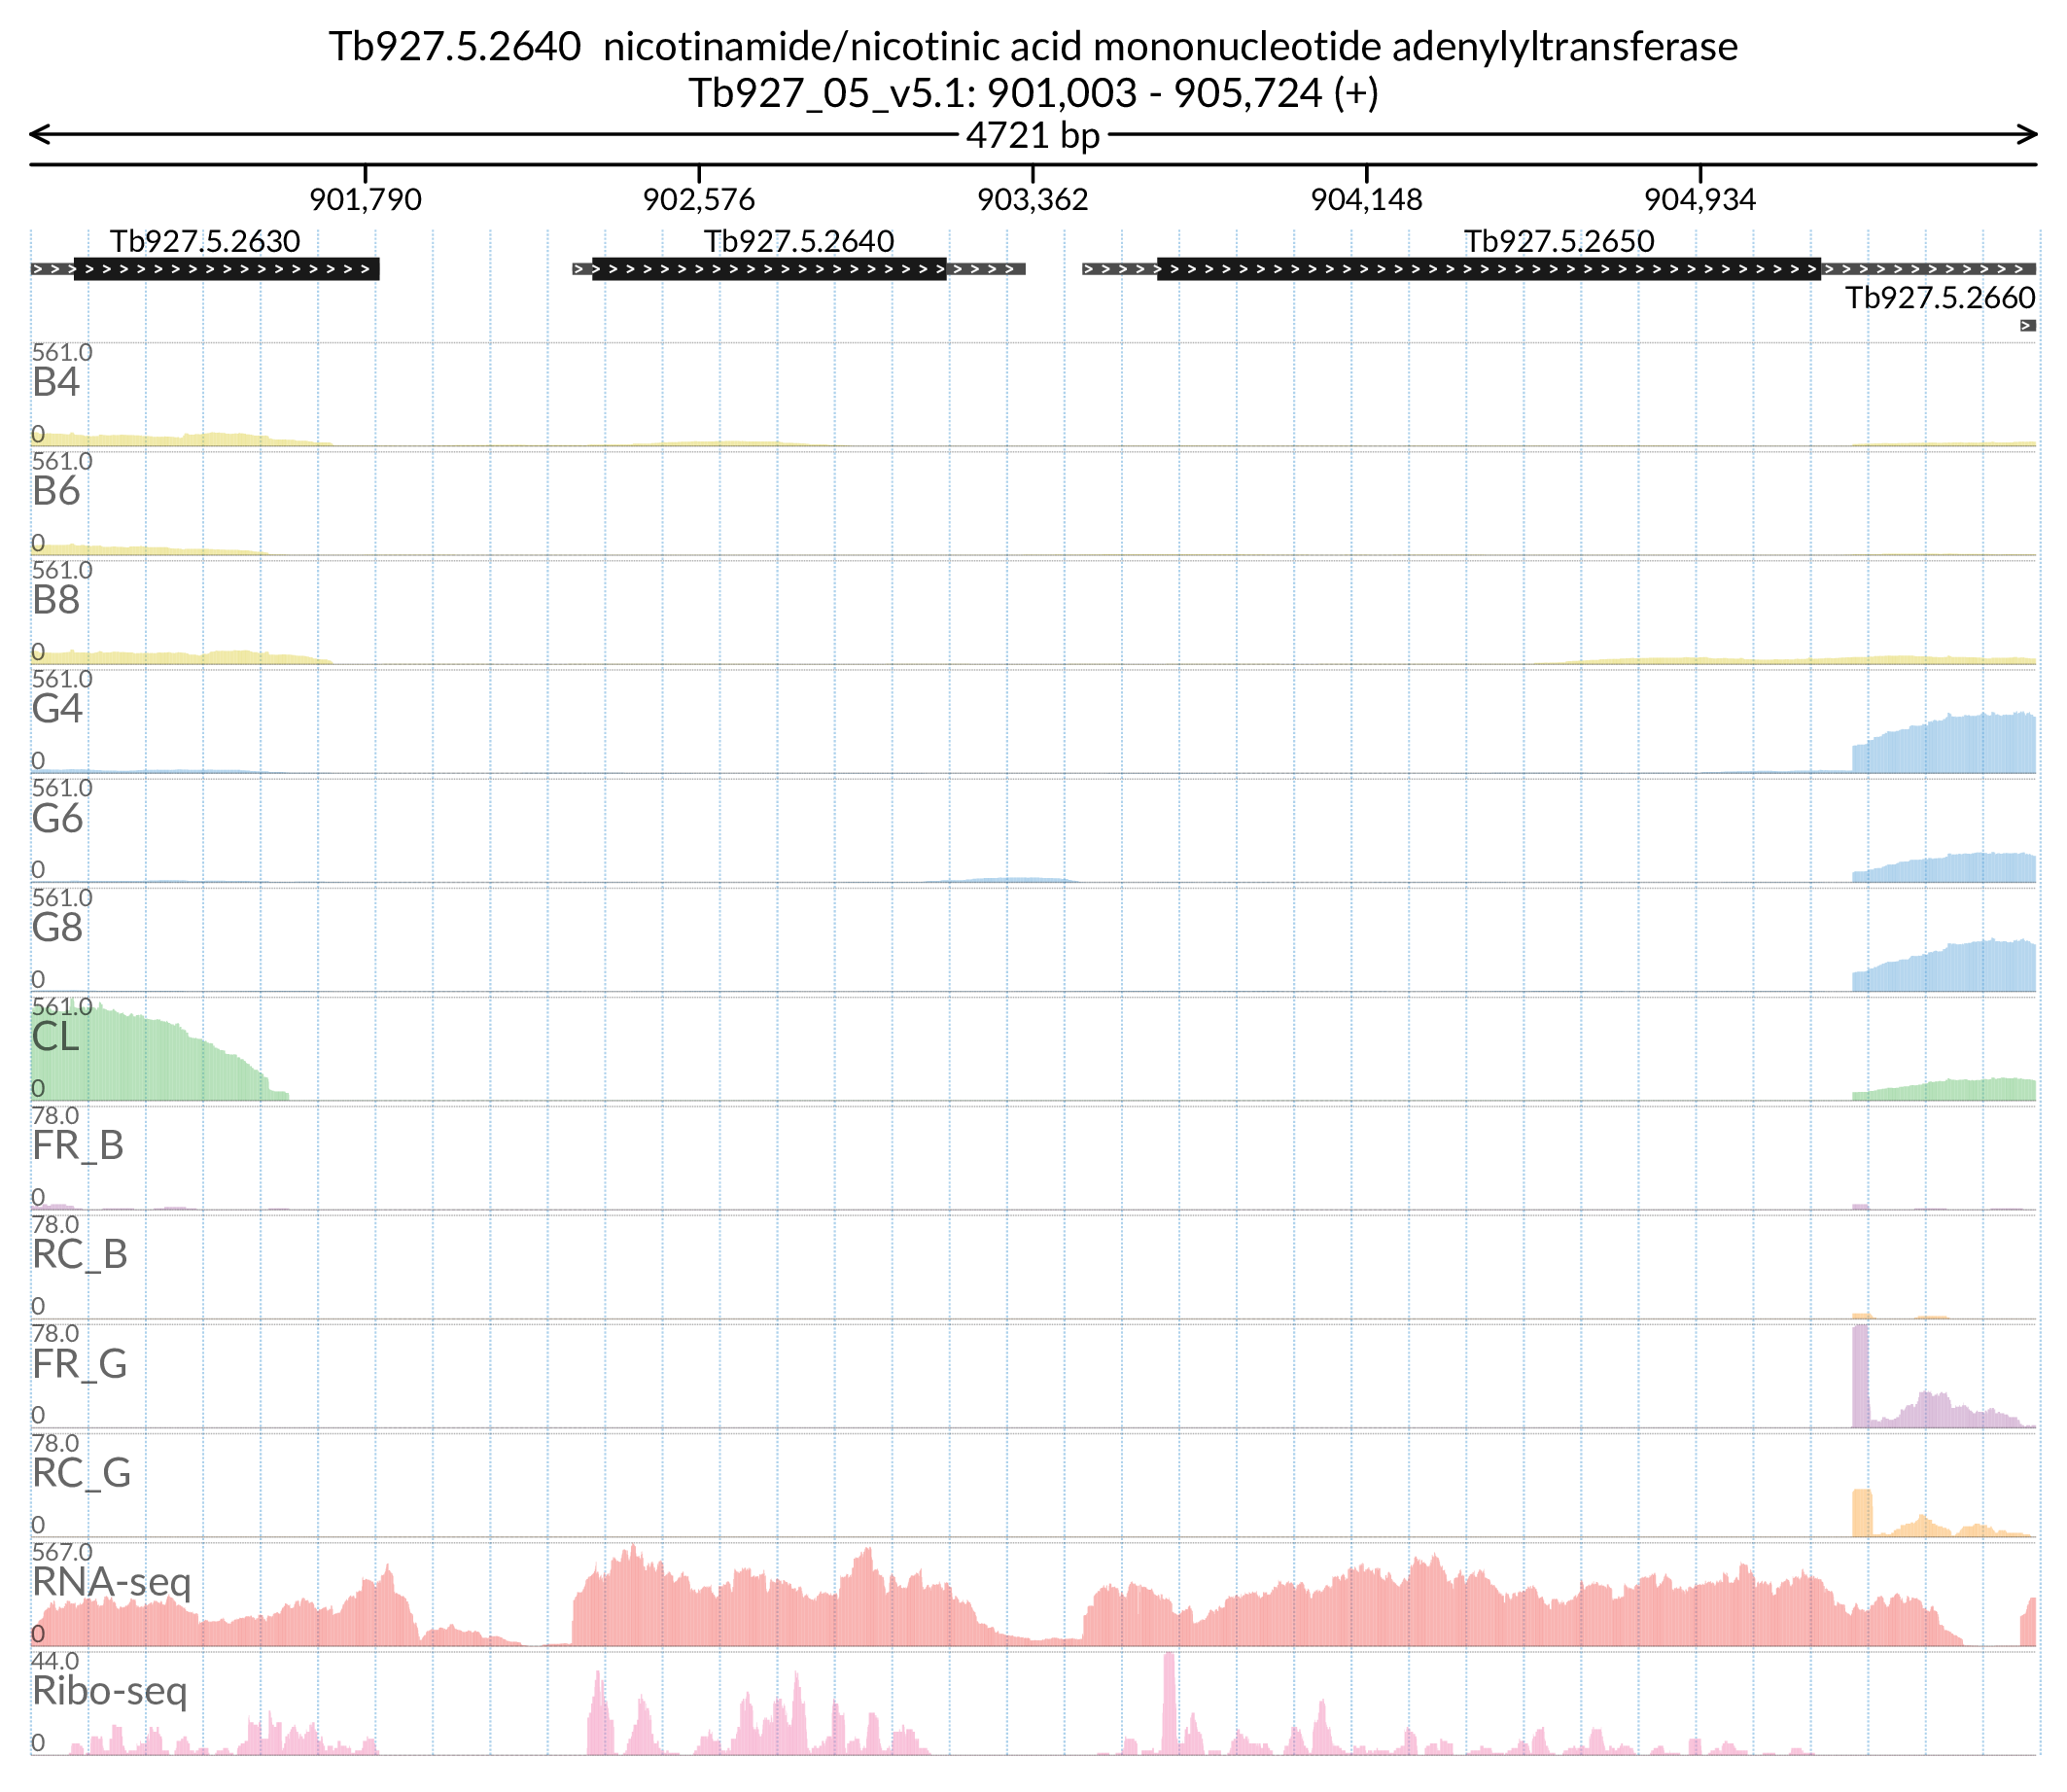 Tb927.5.2640 nicotinamide/nicotinic acid mononucleotide adenylyltransferase
Tb927_05_v5.1: 901,003 - 905,724 (+)
4721 bp
901,790 902,576 903,362 904,148 904,934
Tb927.5.2630 Tb927.5.2640 Tb927.5.2650
Tb927.5.2660
561.0
B4
0
561.0
B6
0
561.0
B8
0
561.0
G4
0
561.0
G6
0
561.0
G8
0
561.0
CL
0
78.0
FR_B
0
78.0
RC_B
0
78.0
FR_G
0
78.0
RC_G
0
567.0
RNA-seq
0
44.0
Ribo-seq
0